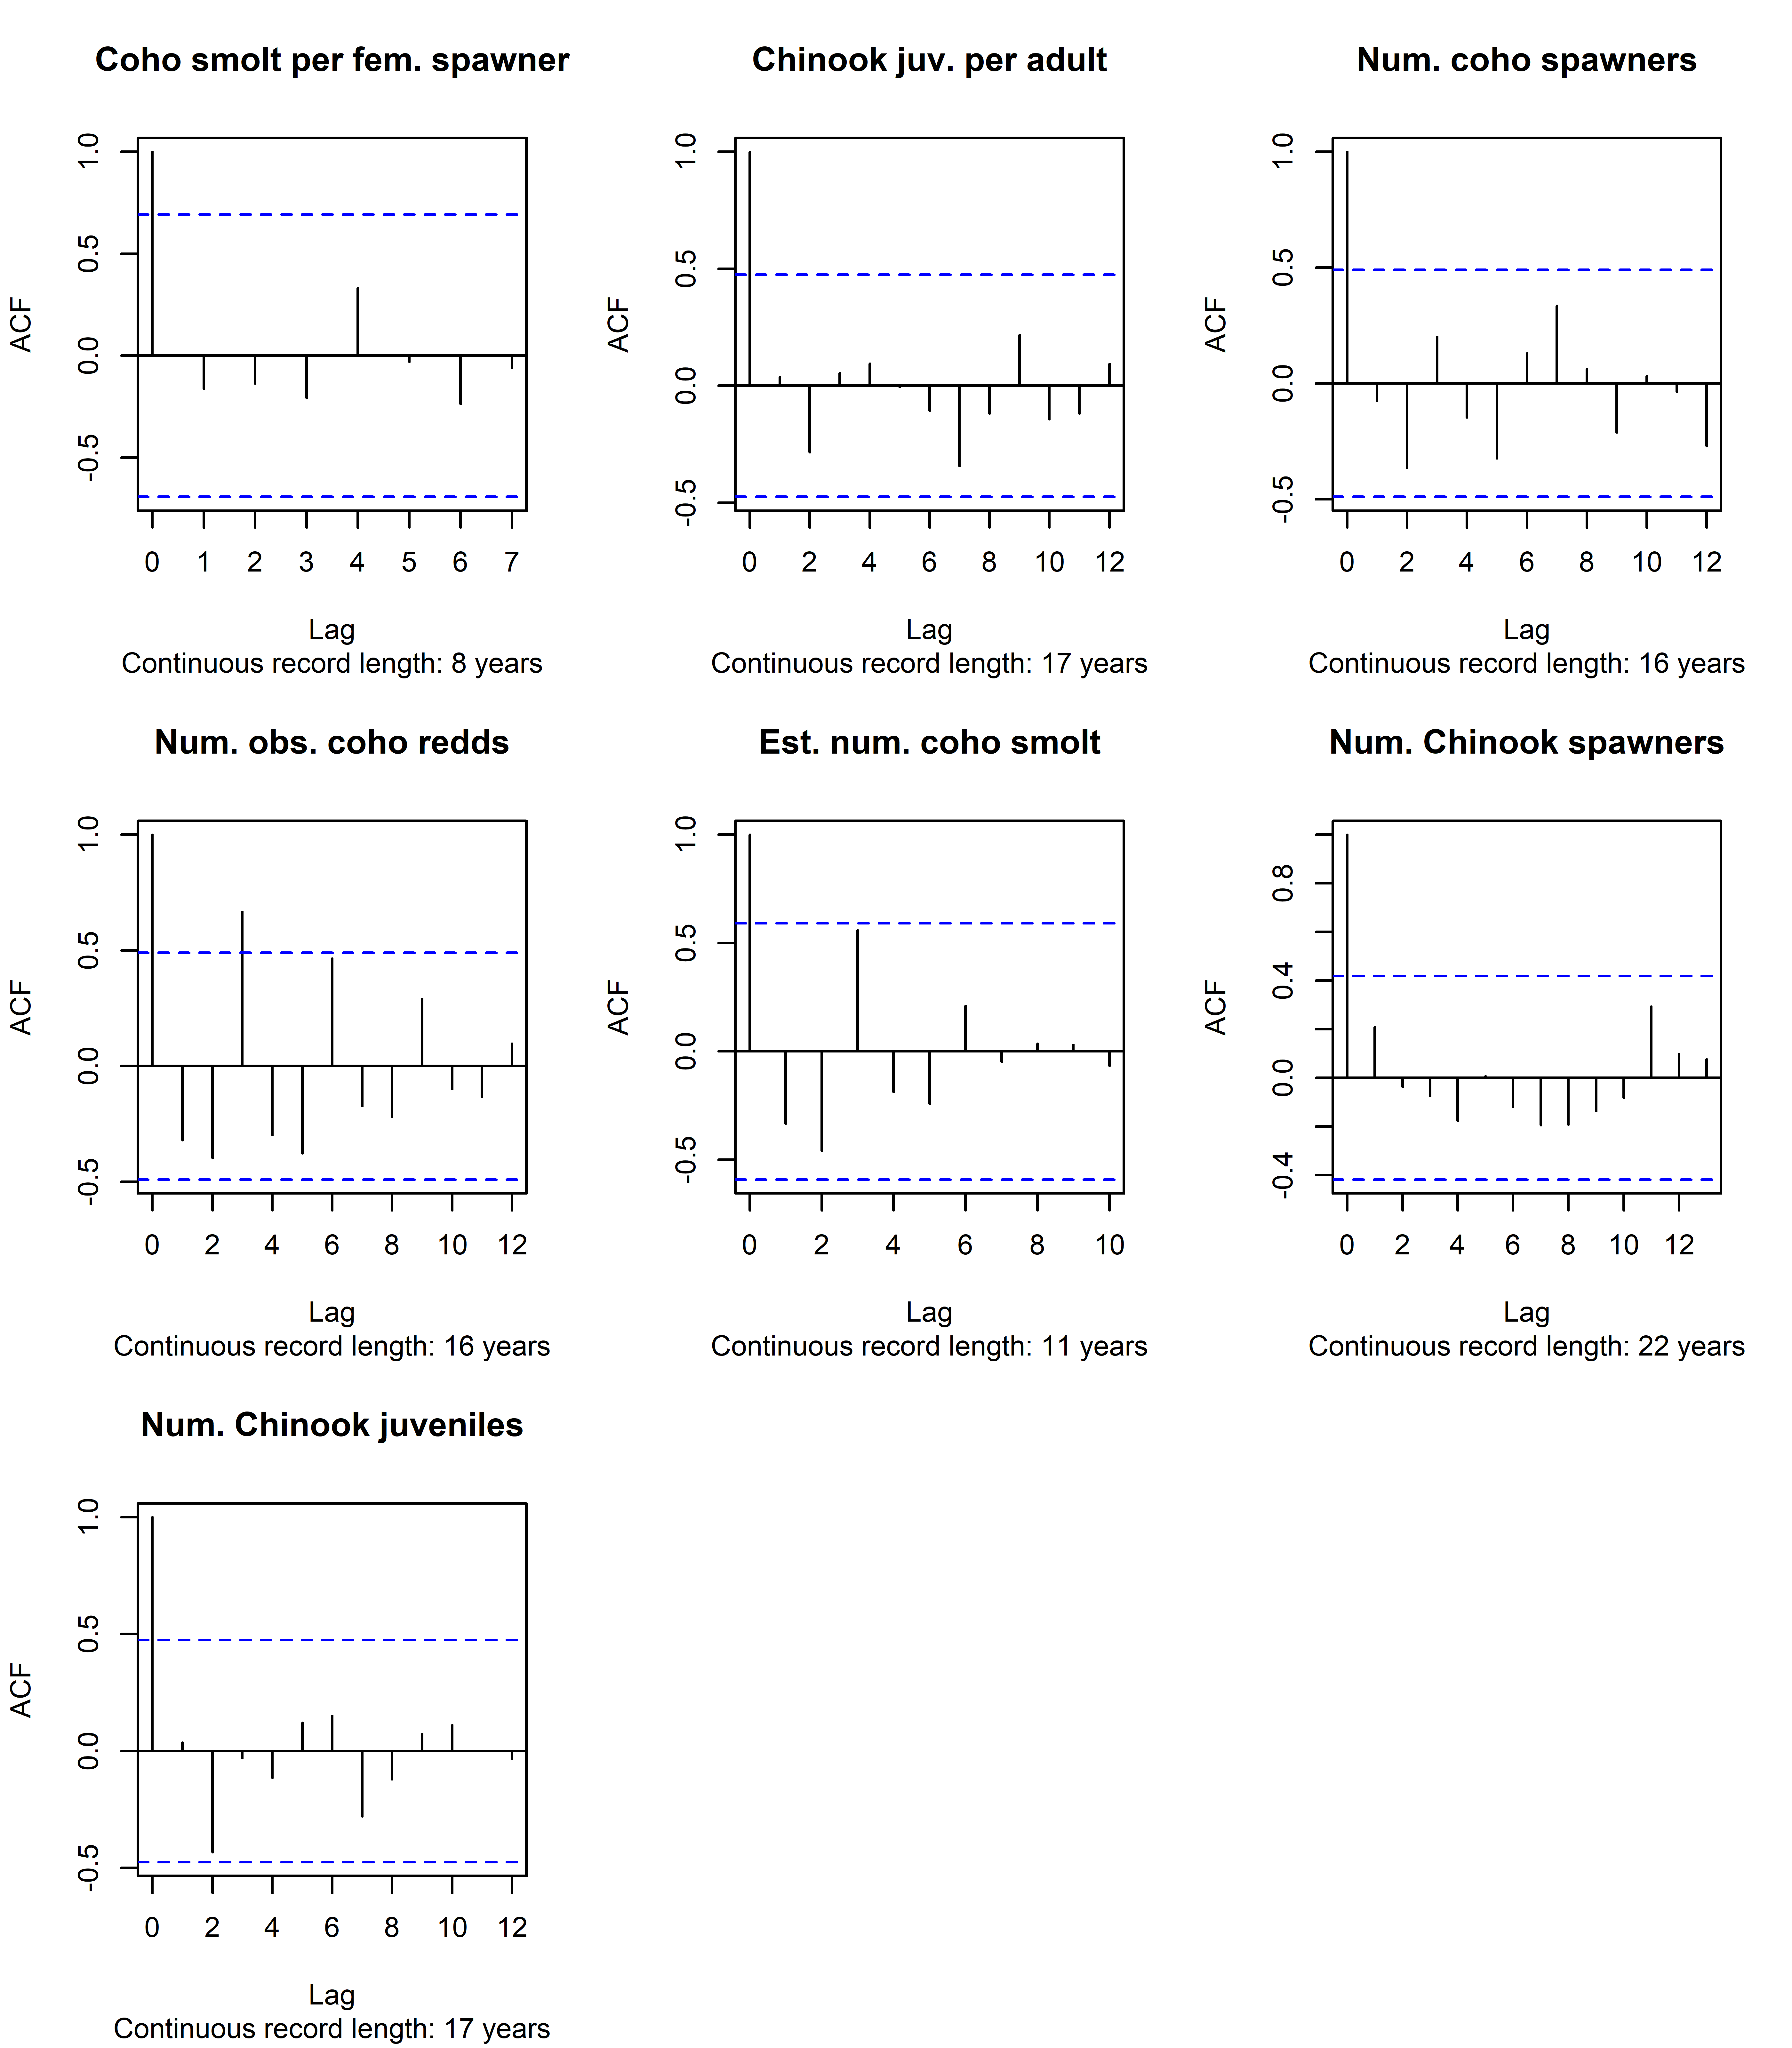 Coho smolt per fem. spawner
ACF
1.0
0.5
0.0
-0.5
0 1 2 3 4 5 6 7
Lag
Continuous record length: 8 years
Chinook juv. per adult
ACF
1.0
0.5
0.0
-0.5
0 2 4 6 8 10 12
Lag
Continuous record length: 17 years
Num. coho spawners
ACF
1.0
0.5
0.0
-0.5
0 2 4 6 8 10 12
Lag
Continuous record length: 16 years
Num. obs. coho redds
ACF
1.0
0.5
0.0
-0.5
0 2 4 6 8 10 12
Lag
Continuous record length: 16 years
Est. num. coho smolt
ACF
1.0
0.5
0.0
-0.5
0 2 4 6 8 10
Lag
Continuous record length: 11 years
Num. Chinook spawners
ACF
0.8
0.4
0.0
-0.4
0 2 4 6 8 10 12
Lag
Continuous record length: 22 years
Num. Chinook juveniles
ACF
1.0
0.5
0.0
-0.5
0 2 4 6 8 10 12
Lag
Continuous record length: 17 years